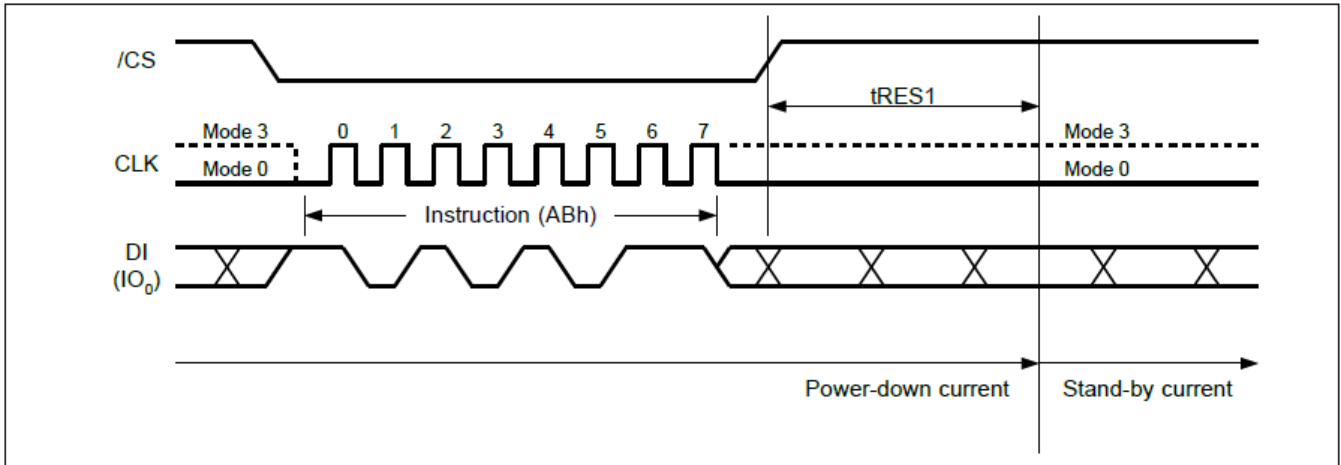 /CS
tRES1
Mode 3 0 1 2 3 4 5 6 7 Mode 3
CLK
Mode 0 Mode 0
Instruction (ABh)
DI
(IO0)
Power-down current Stand-by current